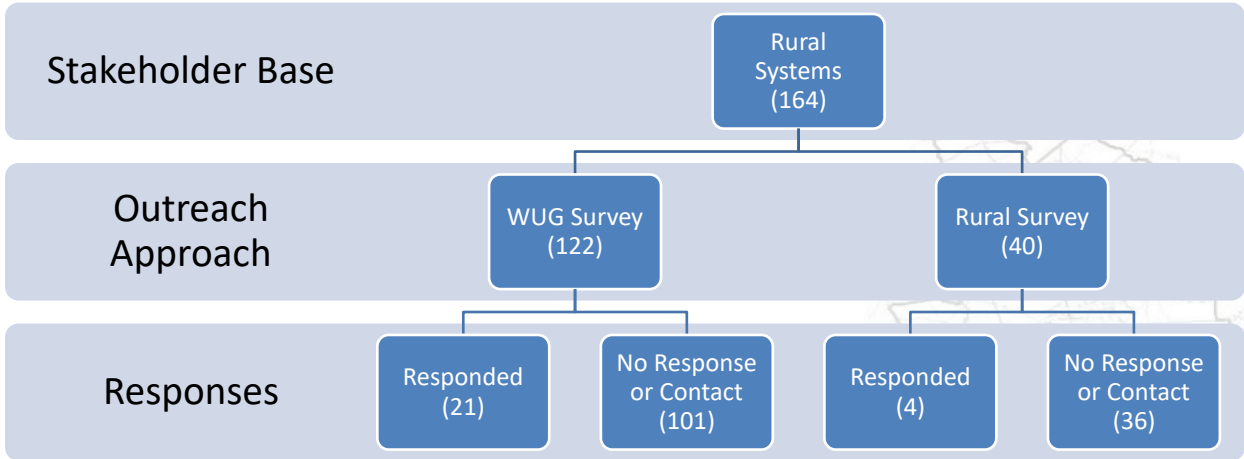 Stakeholder Base
Rural
Systems
(164)
Outreach
Approach
WUG Survey
(122)
Rural Survey
(40)
Responses
Responded
(21)
No Response
or Contact
(101)
Responded
(4)
No Response
or Contact
(36)